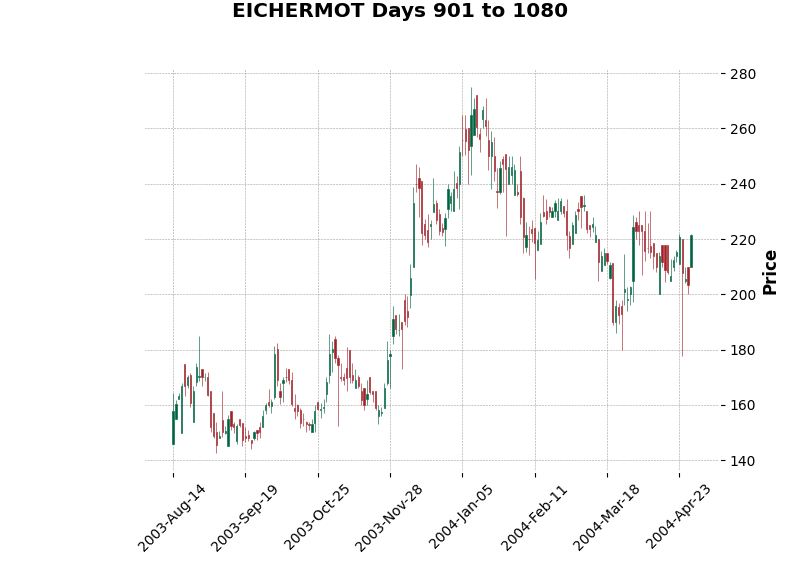 EICHERMOT Days 901 to 1080
280
260
240
220
200
180
160
140
Price
2003-Aug-14
2003-Sep-19
2003-Oct-25
2003-Nov-28
2004-Jan-05
2004-Feb-11
2004-Mar-18
2004-Apr-23